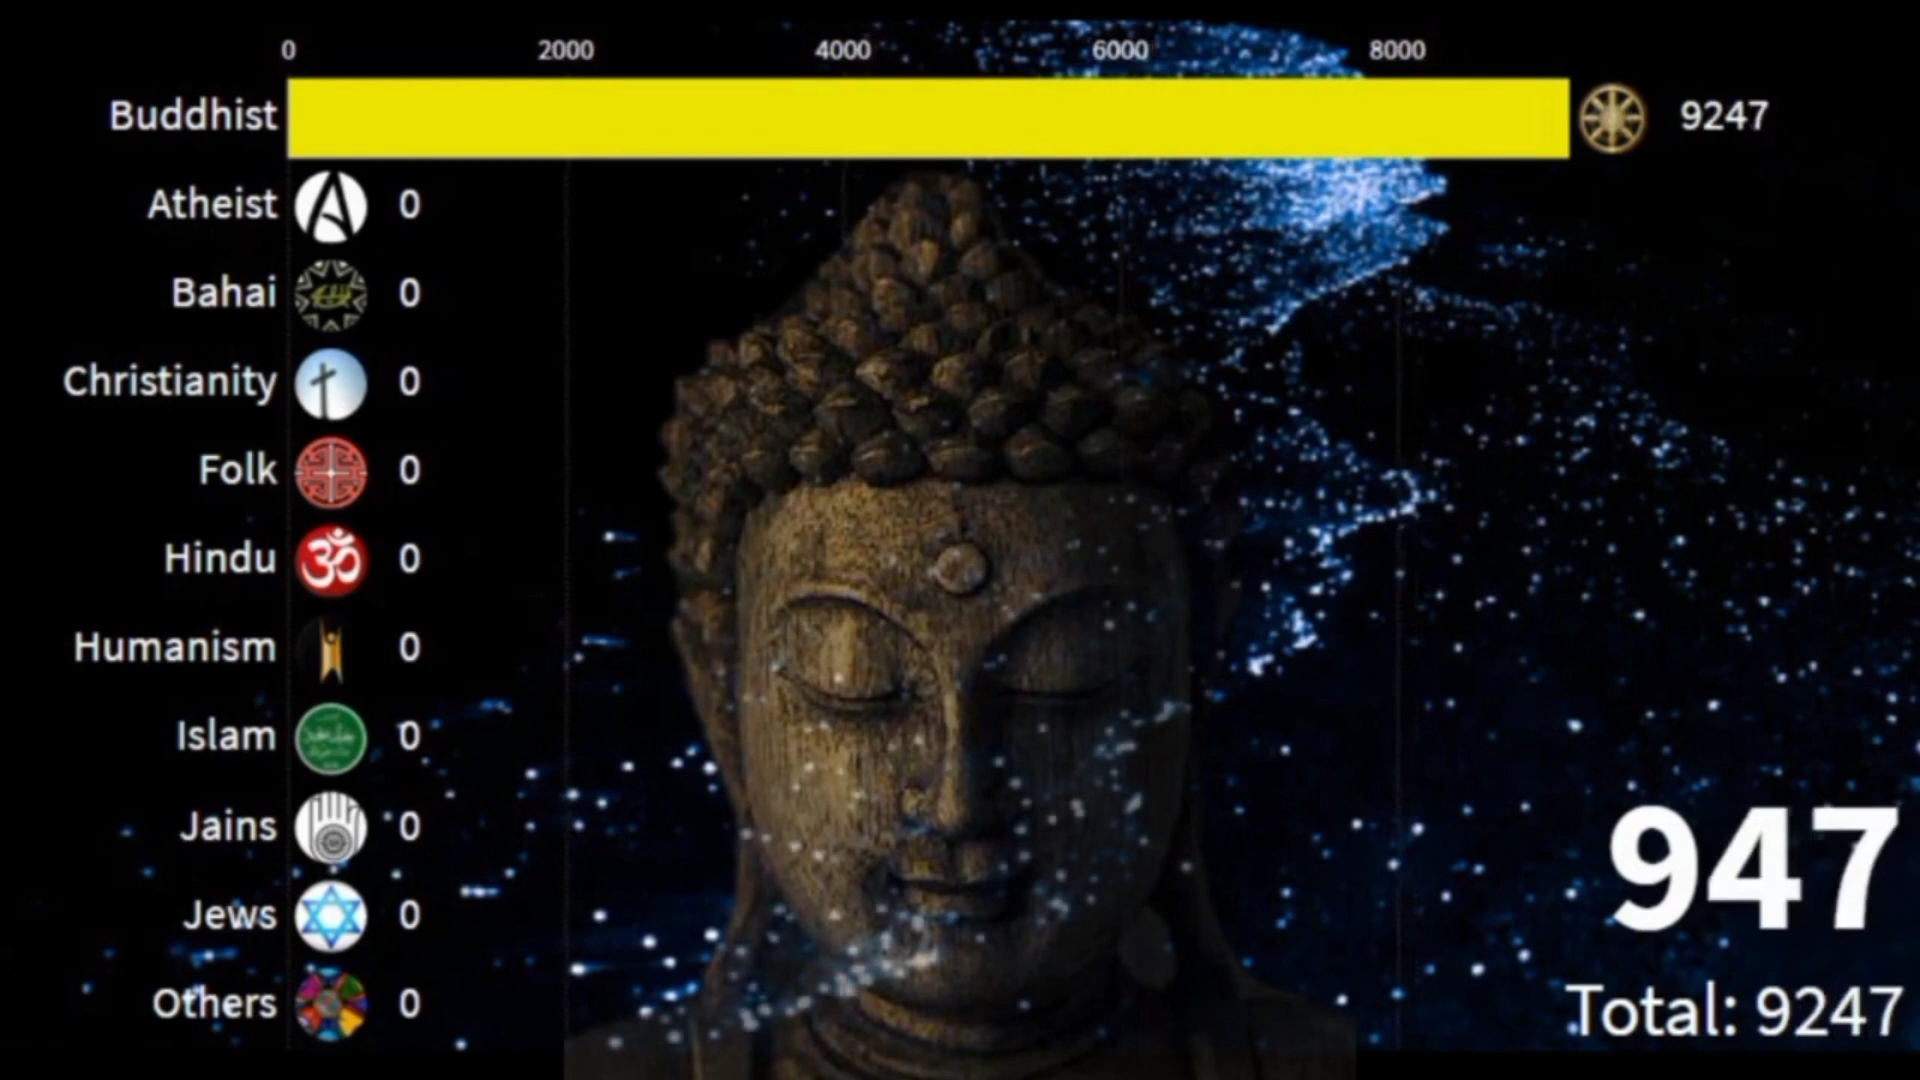 0 2000 4000 6000 8000
Buddhist 9247
Atheist 0
Bahai 0
Christianity 0
Folk 0
Hindu ॐ 0
Humanism 0
Islam 0
Jains 0
Jews 0
Others 0
947
Total: 9247